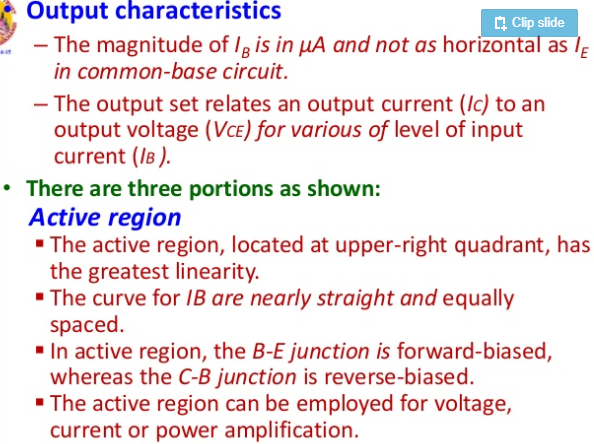 Output characteristics
Clip slide
– The magnitude of IB is in µA and not as horizontal as IE
in common-base circuit.
– The output set relates an output current (IC) to an
output voltage (VCE) for various of level of input
current (IB ).
• There are three portions as shown:
Active region
▪ The active region, located at upper-right quadrant, has
the greatest linearity.
▪ The curve for IB are nearly straight and equally
spaced.
▪ In active region, the B-E junction is forward-biased,
whereas the C-B junction is reverse-biased.
▪ The active region can be employed for voltage,
current or power amplification.